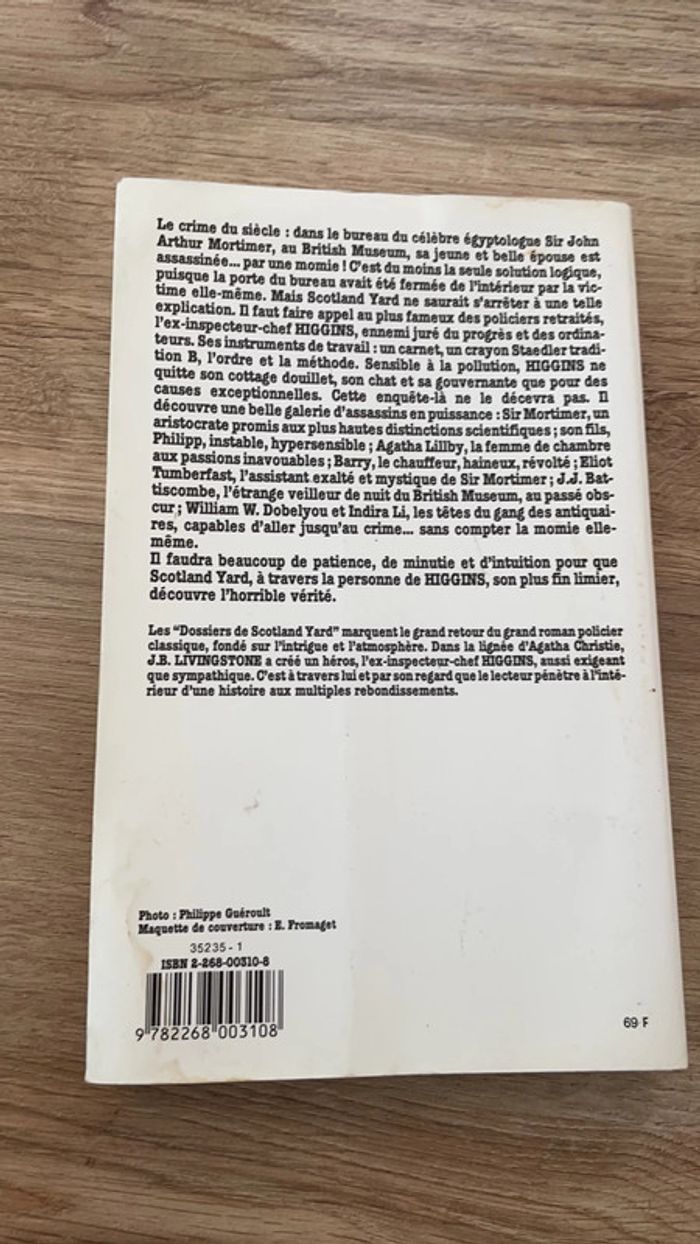 Le crime du siècle : dans le bureau du célèbre égyptologue Sir John
Arthur Mortimer, au British Museum, sa jeune et belle épouse est
assassinée... par une momie ! C'est du moins la seule solution logique,
puisque la porte du bureau avait été fermée de l'intérieur par la vic-
time elle-même. Mais Scotland Yard ne saurait s'arrêter à une telle
explication. Il faut faire appel au plus fameux des policiers retraités,
l'ex-inspecteur-chef HIGGINS, ennemi juré du progrès et des ordina-
teurs. Ses instruments de travail : un carnet, un crayon Staedler tradi-
tion B, l'ordre et la méthode. Sensible à la pollution, HIGGINS ne
quitte son cottage douillet, son chat et sa gouvernante que pour des
causes exceptionnelles. Cette enquête-là ne le décevra pas. Il
découvre une belle galerie d'assassins en puissance : Sir Mortimer, un
aristocrate promis aux plus hautes distinctions scientifiques ; son fils,
Philipp, instable, hypersensible ; Agatha Lillby, la femme de chambre
aux passions inavouables ; Barry, le chauffeur, haineux, révolté ; Eliot
Tumberfast, l'assistant exalté et mystique de Sir Mortimer ; J.J. Bat-
tiscombe, l'étrange veilleur de nuit du British Museum, au passé obs-
cur ; William W. Dobelyou et Indira Li, les têtes du gang des antiquai-
res, capables d'aller jusqu'au crime... sans compter la momie elle-
même.
Il faudra beaucoup de patience, de minutie et d'intuition pour que
Scotland Yard, à travers la personne de HIGGINS, son plus fin limier,
découvre l'horrible vérité.
Les "Dossiers de Scotland Yard" marquent le grand retour du grand roman policier
classique, fondé sur l'intrigue et l'atmosphère. Dans la lignée d'Agatha Christie,
J.B. LIVINGSTONE a créé un héros, l'ex-inspecteur-chef HIGGINS, aussi exigeant
que sympathique. C'est à travers lui et par son regard que le lecteur pénètre à l'inté-
rieur d'une histoire aux multiples rebondissements.
Photo : Philippe Guéroult
Maquette de couverture : E. Fromaget
35235-1
ISBN 2-268-00310-8
9 782268 003108
69 F